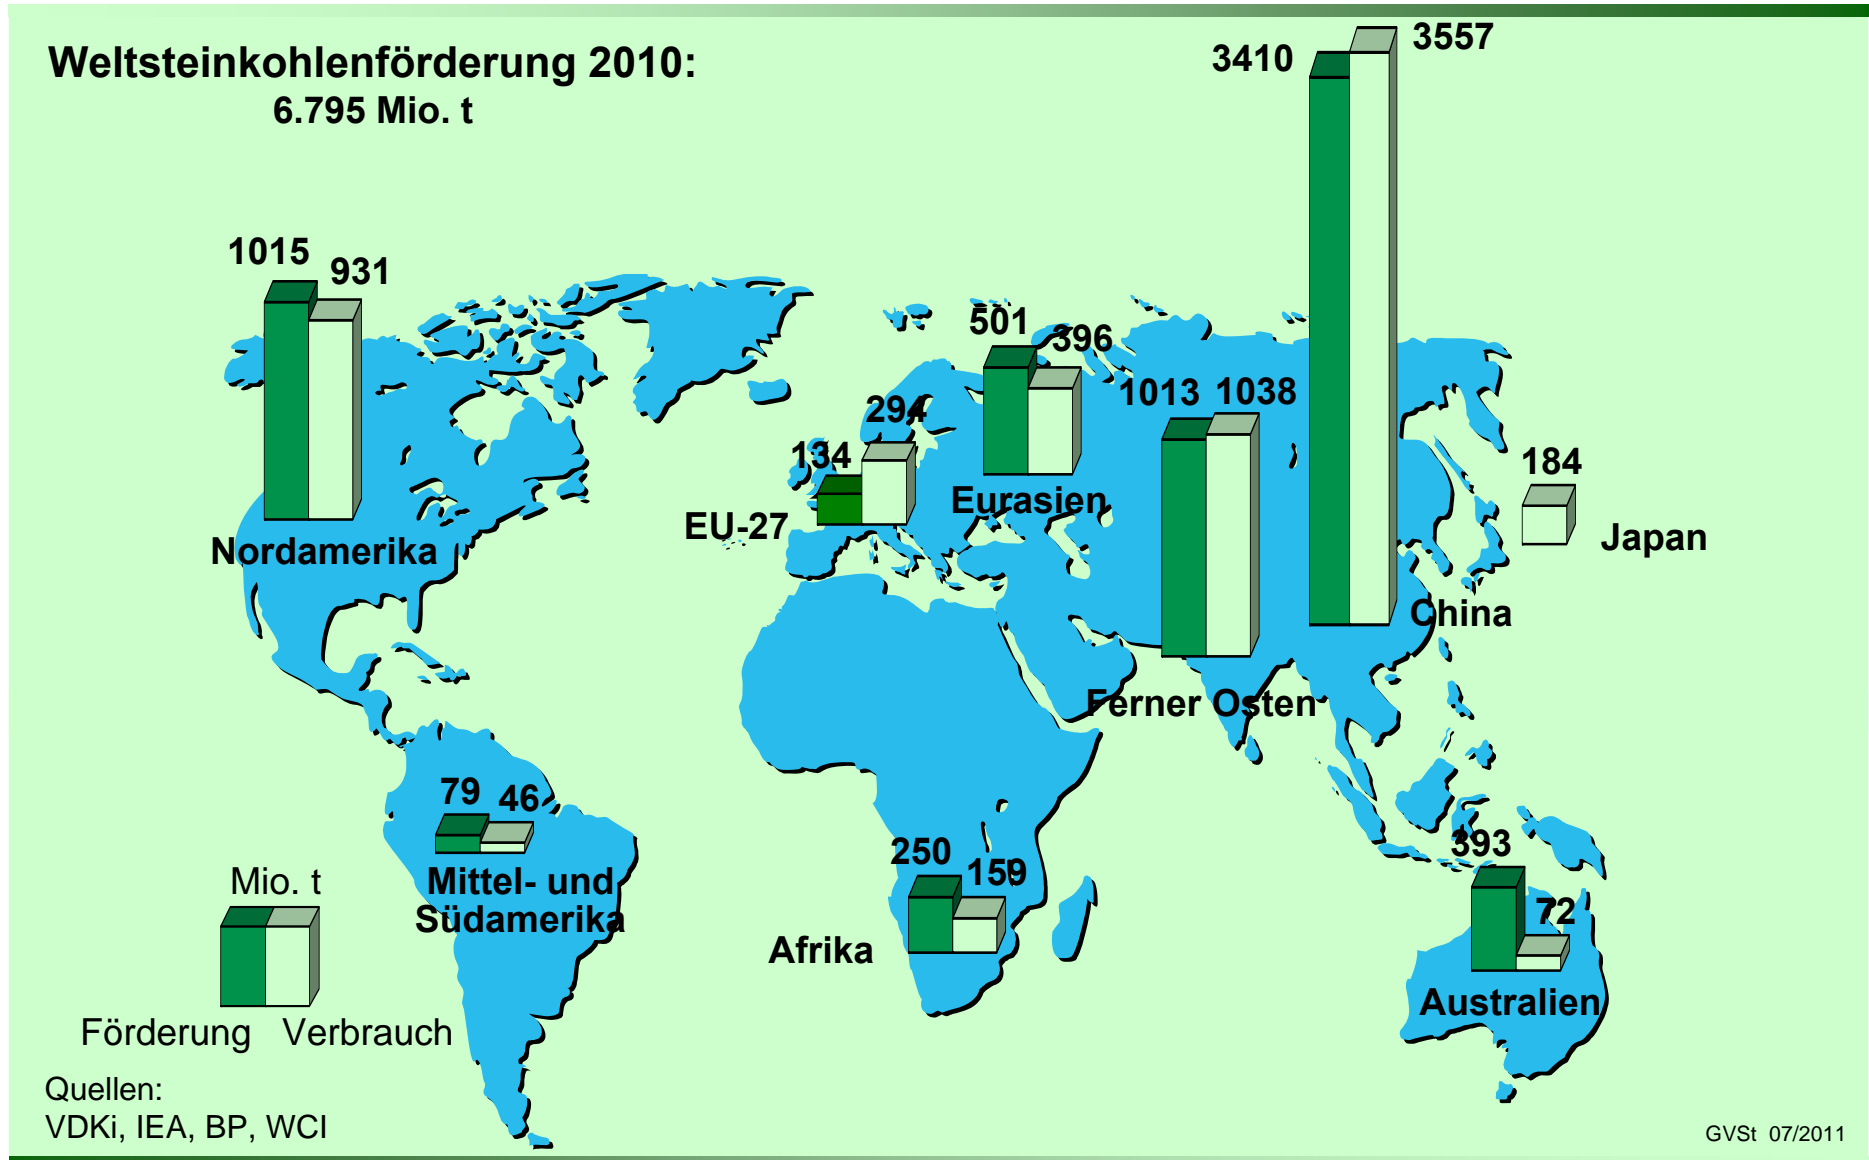 Weltsteinkohlenförderung 2010:
6.795 Mio. t
3410
3557
1015
931
Nordamerika
501
396
Eurasien
134
294
EU-27
1013
1038
Ferner Osten
China
184
Japan
79
46
Mittel- und
Südamerika
250
159
Afrika
393
72
Australien
Mio. t
Förderung Verbrauch
Quellen:
VDKi, IEA, BP, WCI
GVSt 07/2011